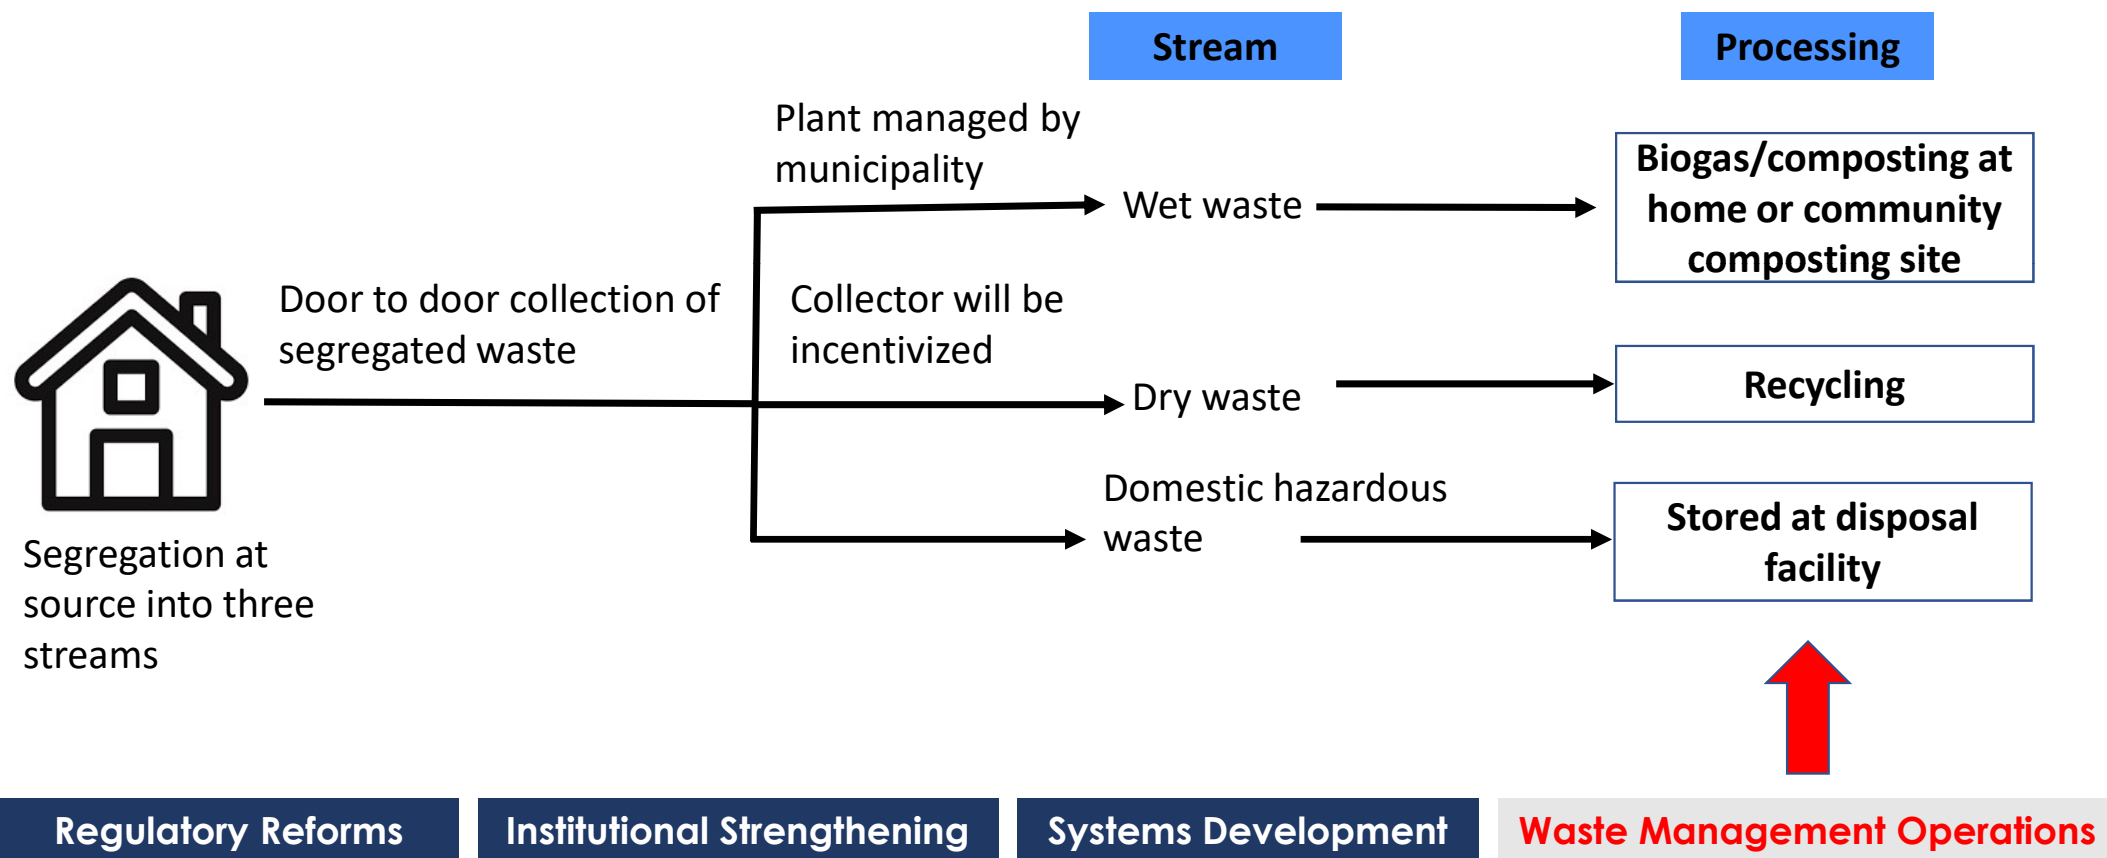 Stream
Processing
Plant managed by
municipality
Wet waste
Biogas/composting at
home or community
composting site
Door to door collection of
segregated waste
Collector will be
incentivized
Dry waste
Recycling
Domestic hazardous
waste
Stored at disposal
facility
Segregation at
source into three
streams
Regulatory Reforms
Institutional Strengthening
Systems Development
Waste Management Operations